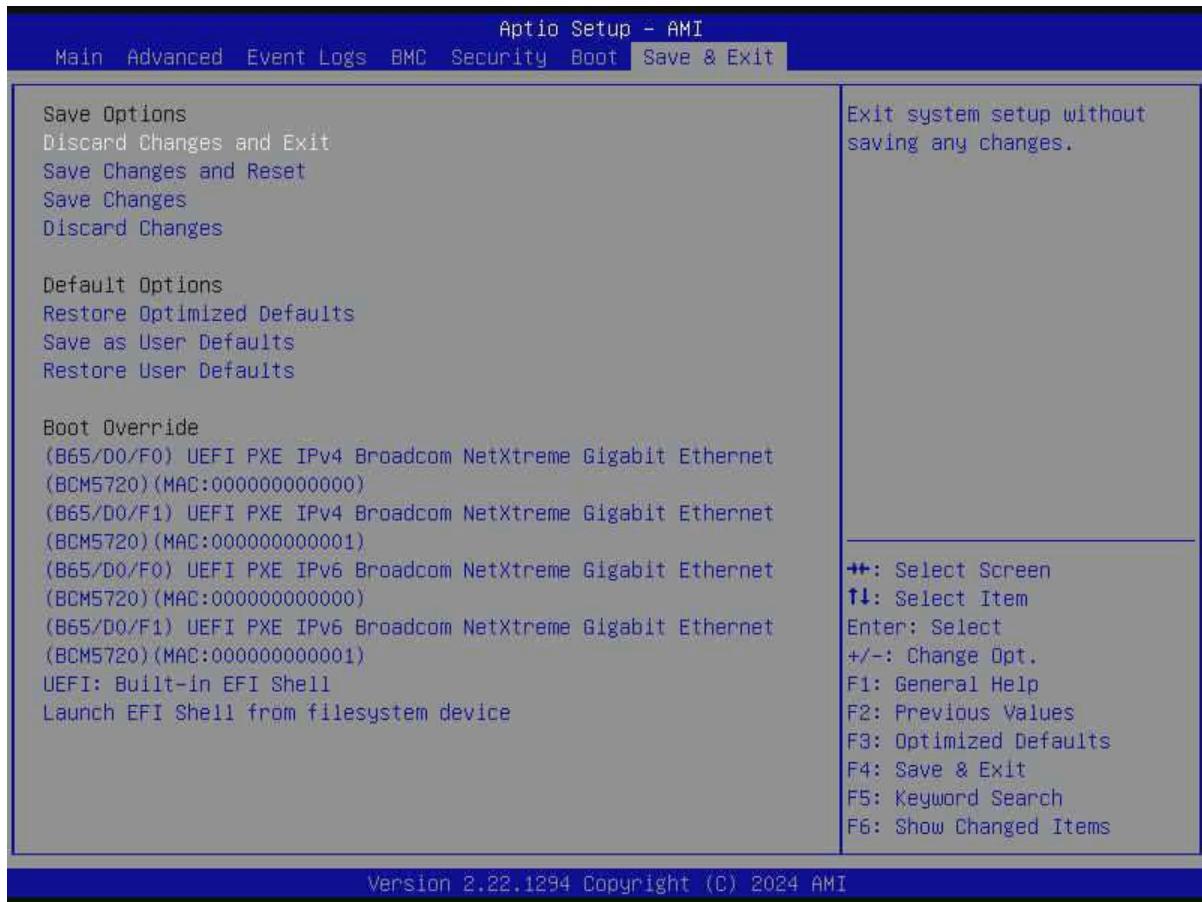 Aptio Setup – AMI
Main Advanced Event Logs BMC Security Boot Save & Exit
Save Options
Discard Changes and Exit
Save Changes and Reset
Save Changes
Discard Changes
Default Options
Restore Optimized Defaults
Save as User Defaults
Restore User Defaults
Boot Override
(B65/D0/F0) UEFI PXE IPv4 Broadcom NetXtreme Gigabit Ethernet
(BCM5720)(MAC:000000000000)
(B65/D0/F1) UEFI PXE IPv4 Broadcom NetXtreme Gigabit Ethernet
(BCM5720)(MAC:000000000001)
(B65/D0/F0) UEFI PXE IPv6 Broadcom NetXtreme Gigabit Ethernet
(BCM5720)(MAC:000000000000)
(B65/D0/F1) UEFI PXE IPv6 Broadcom NetXtreme Gigabit Ethernet
(BCM5720)(MAC:000000000001)
UEFI: Built-in EFI Shell
Launch EFI Shell from filesystem device
Exit system setup without
saving any changes.
→←: Select Screen
↑↓: Select Item
Enter: Select
+/-: Change Opt.
F1: General Help
F2: Previous Values
F3: Optimized Defaults
F4: Save & Exit
F5: Keyword Search
F6: Show Changed Items
Version 2.22.1294 Copyright (C) 2024 AMI